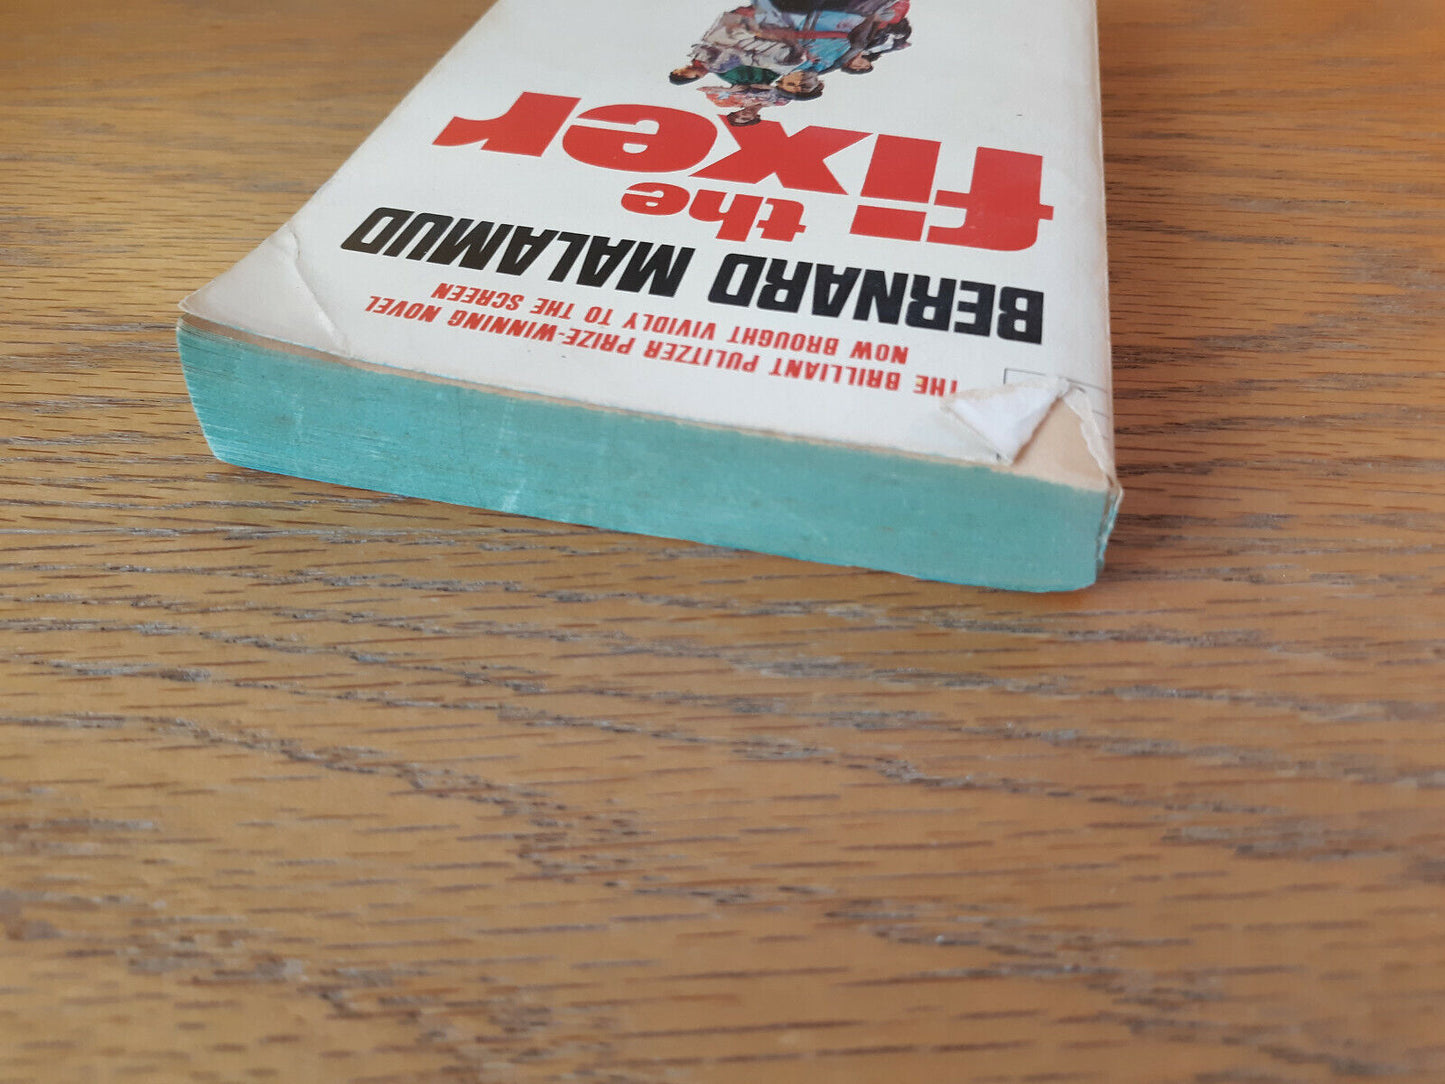 THE BRILLIANT PULITZER PRIZE-WINNING NOVEL
NOW BROUGHT VIVIDLY TO THE SCREEN
BERNARD MALAMUD
the
fixer